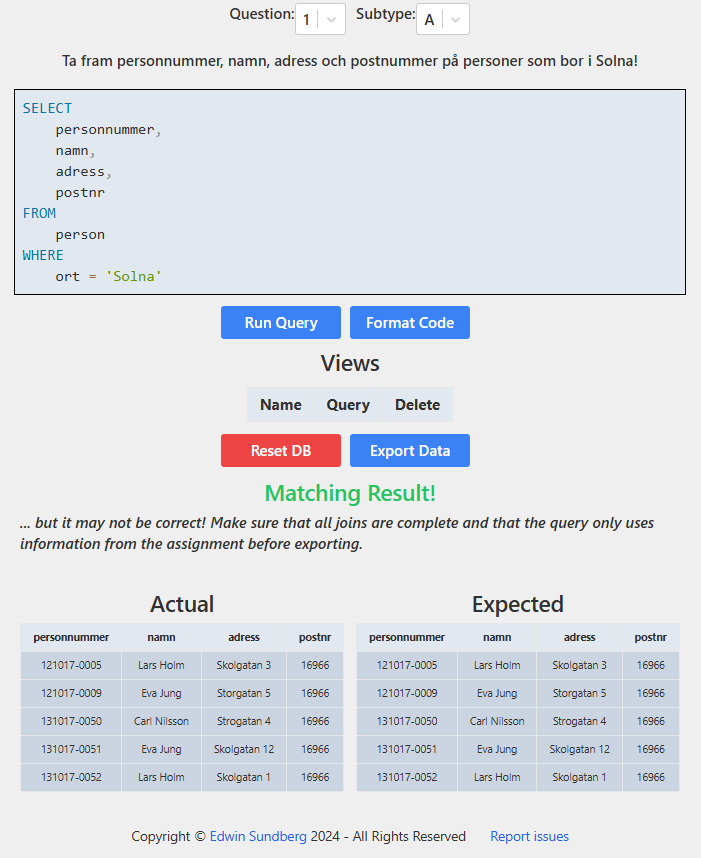 Question: 1 Subtype: A
Ta fram personnummer, namn, adress och postnummer på personer som bor i Solna!
SELECT
personnummer,
namn,
adress,
postnr
FROM
person
WHERE
ort = 'Solna'
Run Query Format Code
Views
Name Query Delete
Reset DB Export Data
Matching Result!
... but it may not be correct! Make sure that all joins are complete and that the query only uses
information from the assignment before exporting.
Actual Expected
personnummer namn adress postnr personnummer namn adress postnr
121017-0005 Lars Holm Skolgatan 3 16966 121017-0005 Lars Holm Skolgatan 3 16966
121017-0009 Eva Jung Storgatan 5 16966 121017-0009 Eva Jung Storgatan 5 16966
131017-0050 Carl Nilsson Strogatan 4 16966 131017-0050 Carl Nilsson Strogatan 4 16966
131017-0051 Eva Jung Skolgatan 12 16966 131017-0051 Eva Jung Skolgatan 12 16966
131017-0052 Lars Holm Skolgatan 1 16966 131017-0052 Lars Holm Skolgatan 1 16966
Copyright © Edwin Sundberg 2024 - All Rights Reserved Report issues